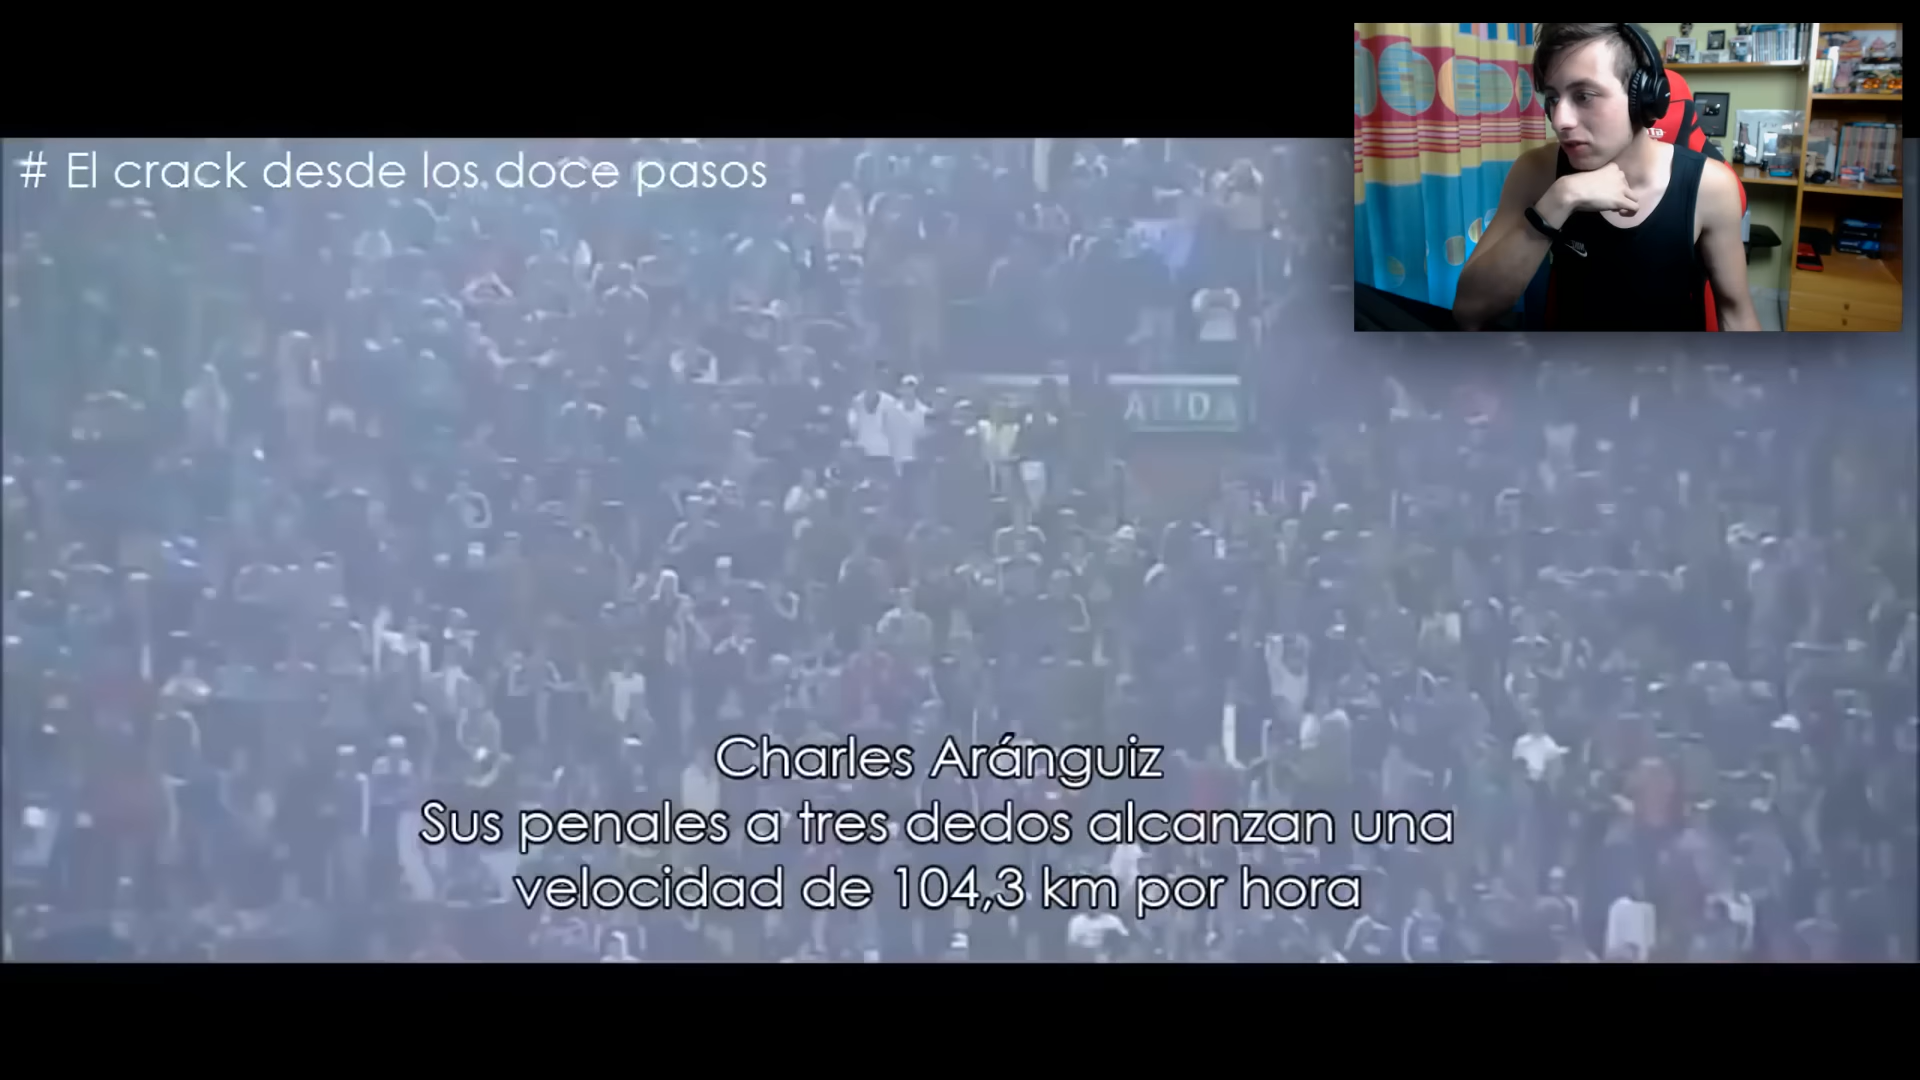 # El crack desde los doce pasos
Charles Aránguiz
Sus penales a tres dedos alcanzan una
velocidad de 104,3 km por hora